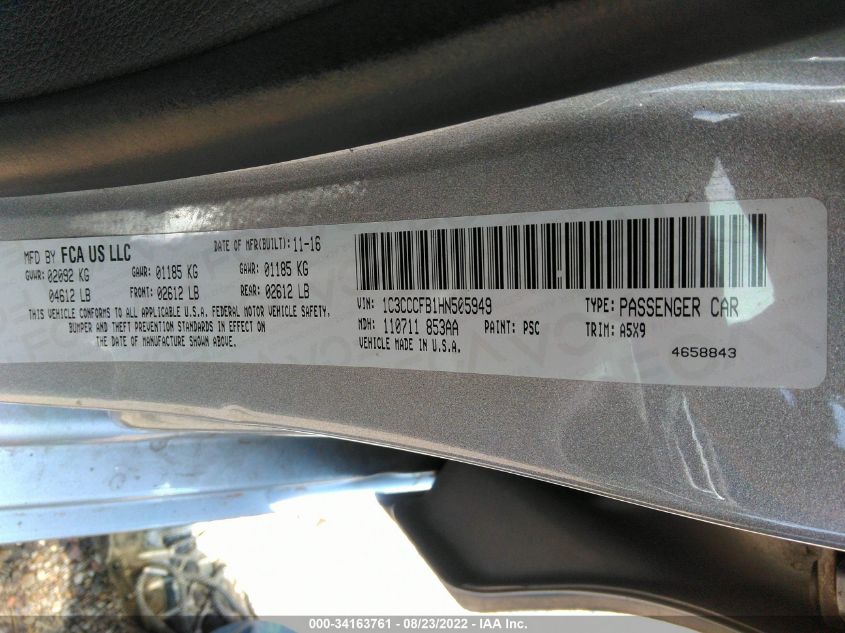 MFD BY FCA US LLC DATE OF MFR(BUILT): 11-16
GVWR: 02092 KG GAWR: 01185 KG GAWR: 01185 KG
04612 LB FRONT: 02612 LB REAR: 02612 LB
THIS VEHICLE CONFORMS TO ALL APPLICABLE U.S.A. FEDERAL MOTOR VEHICLE SAFETY,
BUMPER AND THEFT PREVENTION STANDARDS IN EFFECT ON
THE DATE OF MANUFACTURE SHOWN ABOVE.
VIN: 1C3CCCFB1HN505949 TYPE: PASSENGER CAR
MDH: 110711 853AA PAINT: PSC TRIM: A5X9
VEHICLE MADE IN U.S.A. 4658843
000-34163761 - 08/23/2022 - IAA Inc.